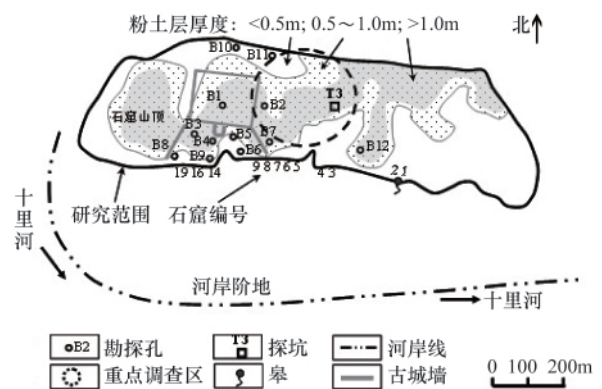 粉土层厚度：<0.5m; 0.5～1.0m; >1.0m
北
B10
B11
B1
B2
T3
石窟山顶
B3
B4
B5
B7
B8
B9
B6
B12
19 16 14
9 8 7 6 5
4 3
21
研究范围
石窟编号
十里河
河岸阶地
十里河
B2 勘探孔
T3 探坑
河岸线
重点调查区
皋
古城墙
0 100 200m